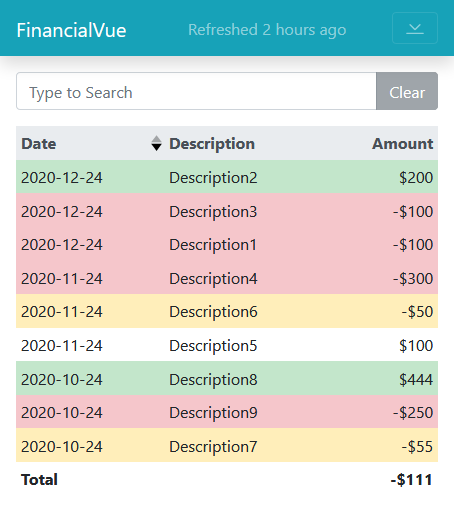 FinancialVue Refreshed 2 hours ago
Type to Search Clear
Date Description Amount
2020-12-24 Description2 $200
2020-12-24 Description3 -$100
2020-12-24 Description1 -$100
2020-11-24 Description4 -$300
2020-11-24 Description6 -$50
2020-11-24 Description5 $100
2020-10-24 Description8 $444
2020-10-24 Description9 -$250
2020-10-24 Description7 -$55
Total -$111